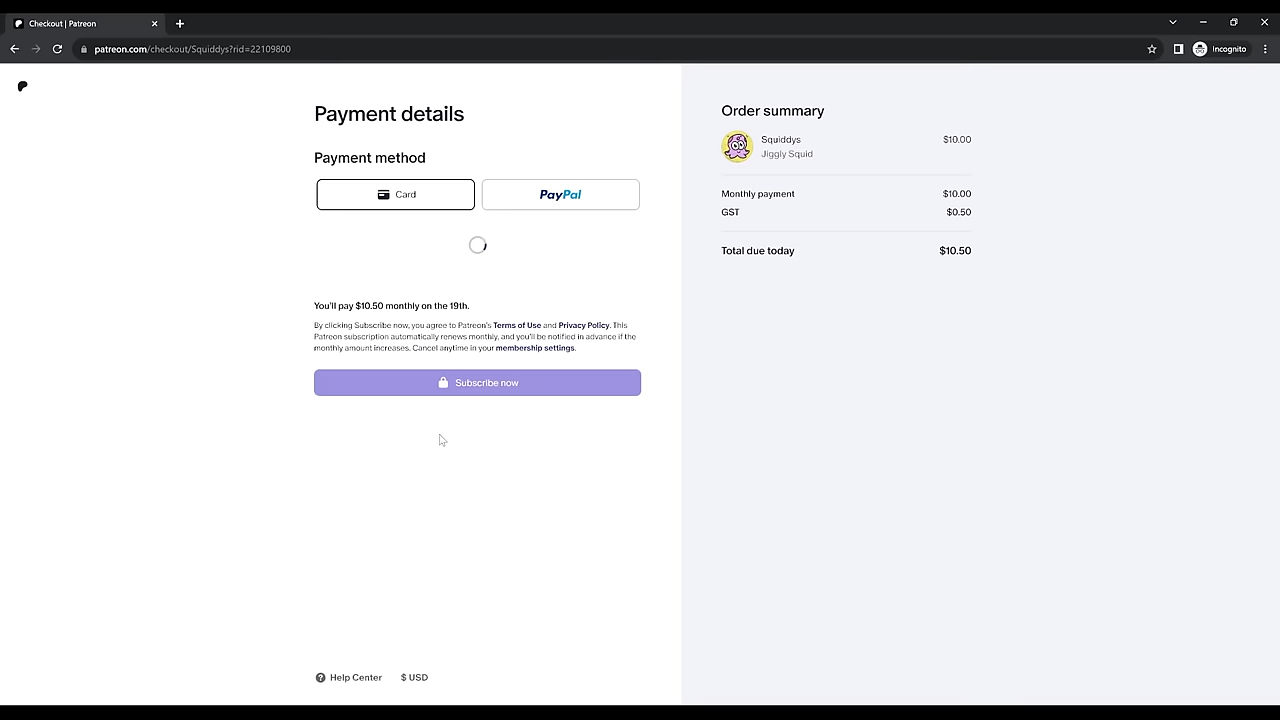 Checkout | Patreon
patreon.com/checkout/Squiddys?rid=22109800
Incognito
Payment details
Payment method
Card
PayPal
You'll pay $10.50 monthly on the 19th.
By clicking Subscribe now, you agree to Patreon's Terms of Use and Privacy Policy. This
Patreon subscription automatically renews monthly, and you'll be notified in advance if the
monthly amount increases. Cancel anytime in your membership settings.
Subscribe now
Help Center $ USD
Order summary
Squiddys $10.00
Jiggly Squid
Monthly payment $10.00
GST $0.50
Total due today $10.50